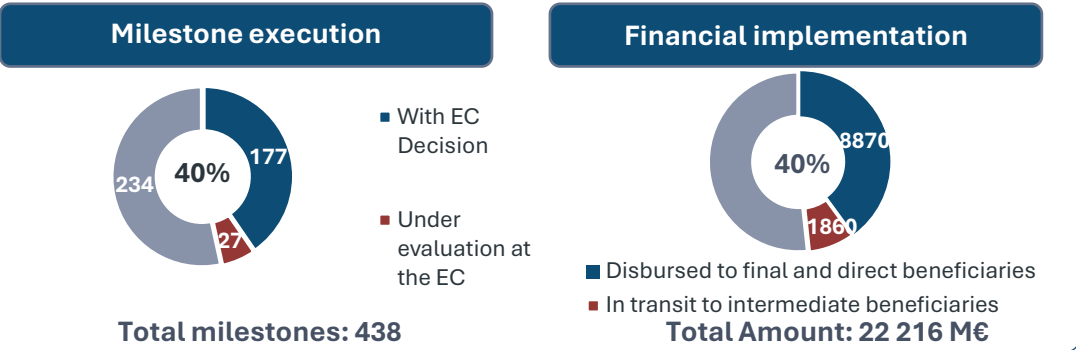 Milestone execution
177
27
234
40%
With EC
Decision
Under
evaluation at
the EC
Total milestones: 438
Financial implementation
8870
1860
40%
Disbursed to final and direct beneficiaries
In transit to intermediate beneficiaries
Total Amount: 22 216 M€